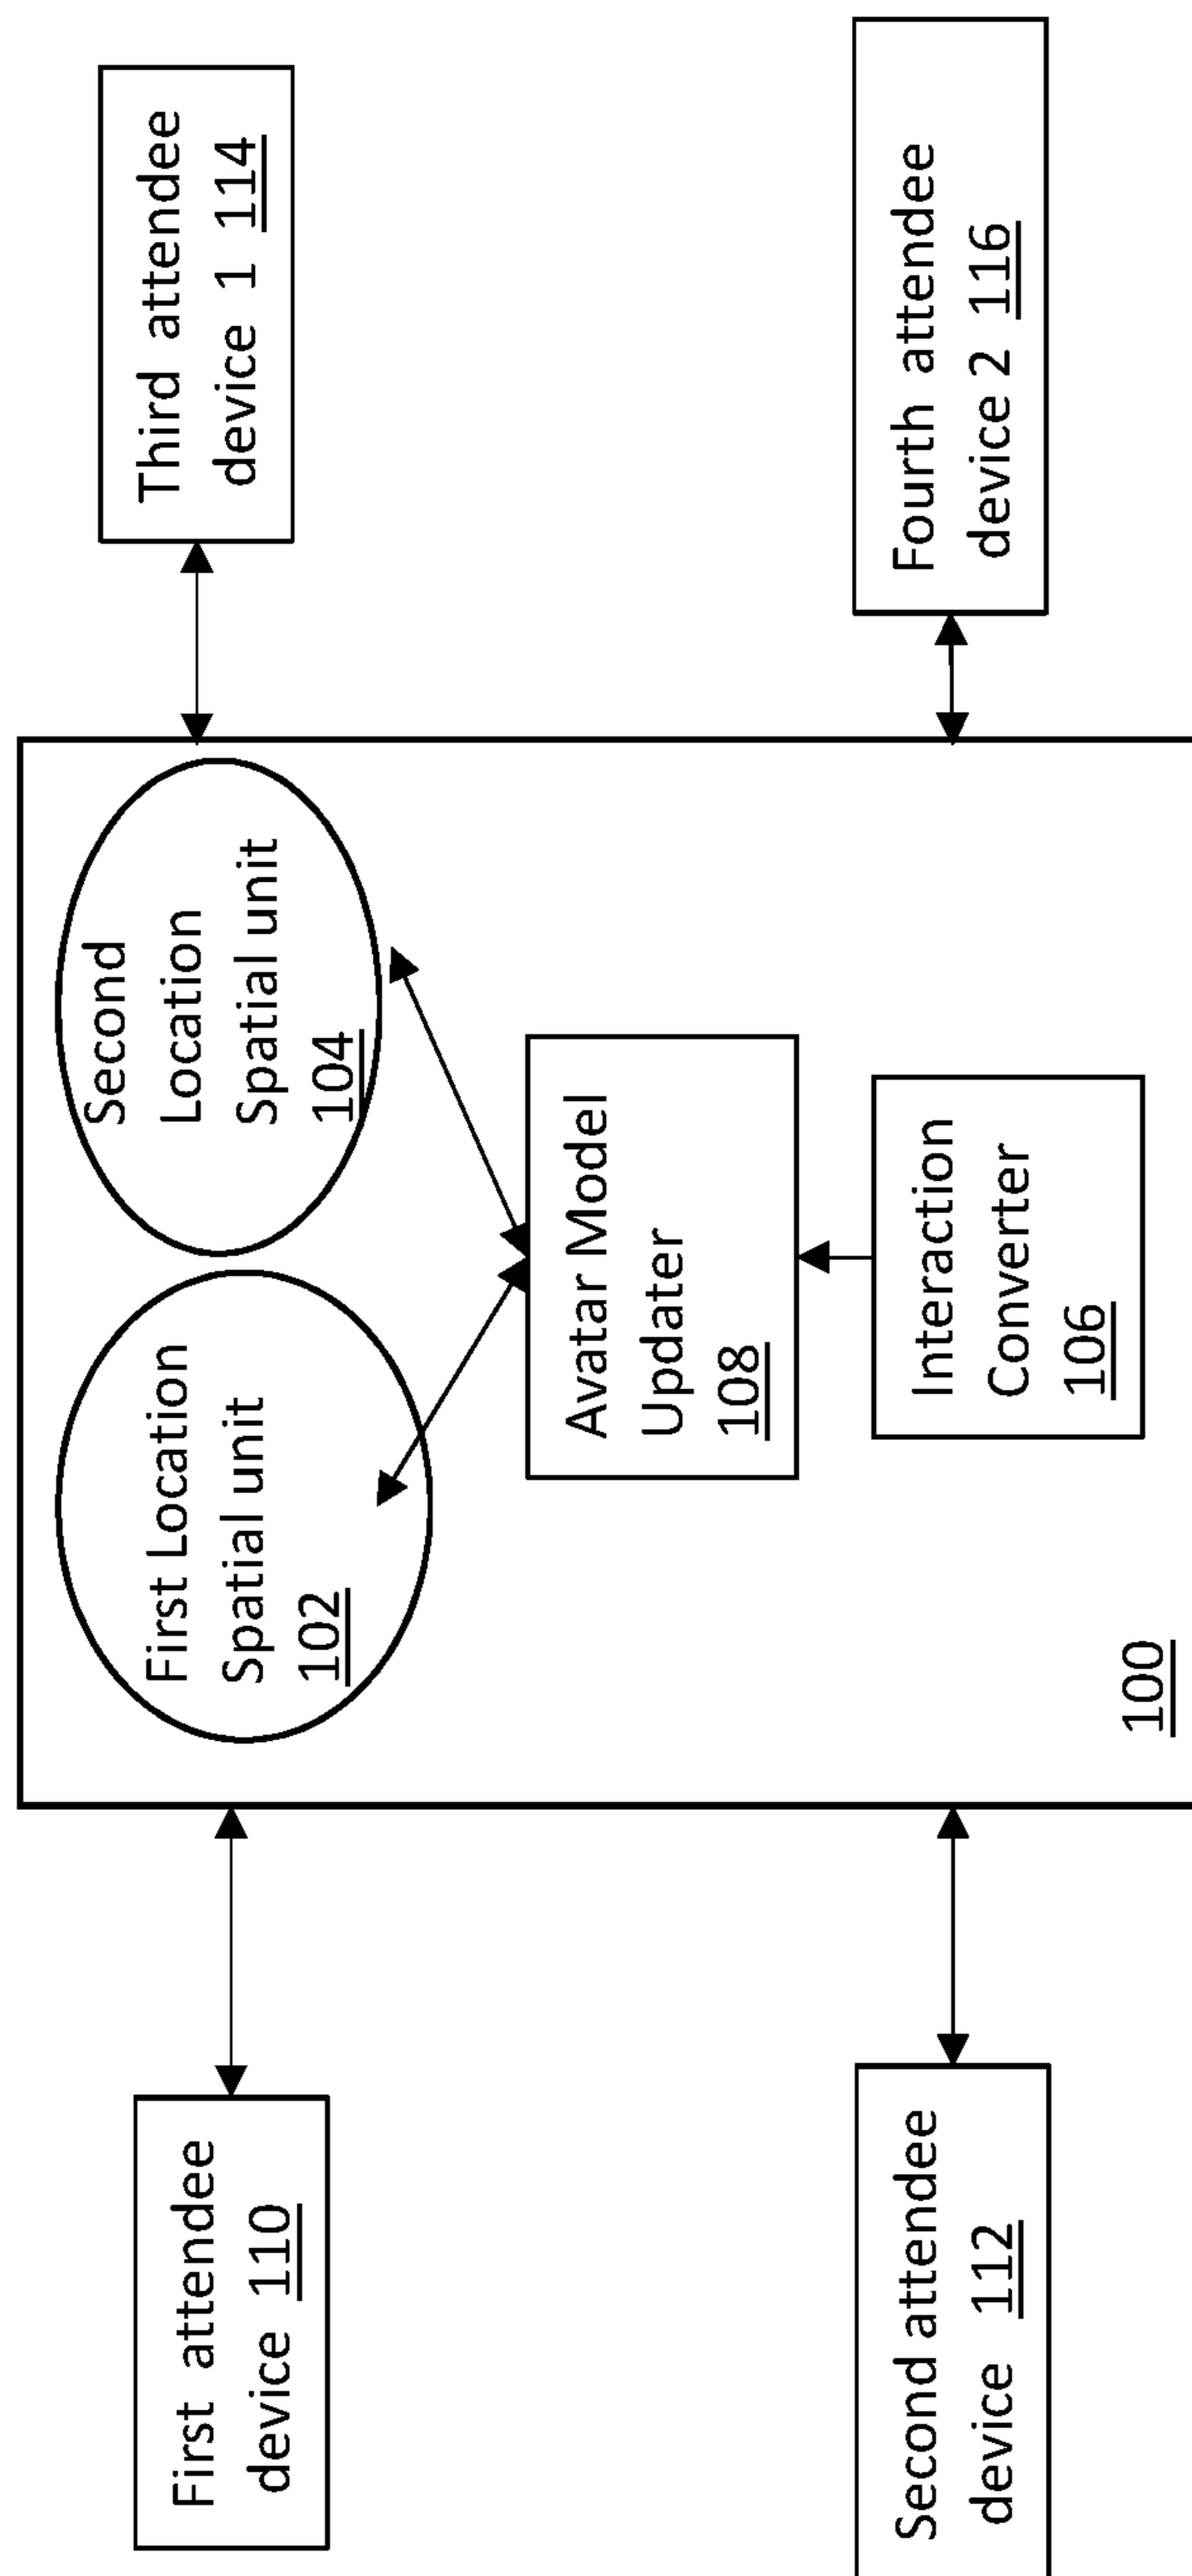 First attendee
device 110
Second attendee
device 112
First Location
Spatial unit
102
Second
Location
Spatial unit
104
Avatar Model
Updater
108
Interaction
Converter
106
100
Third attendee
device 1 114
Fourth attendee
device 2 116